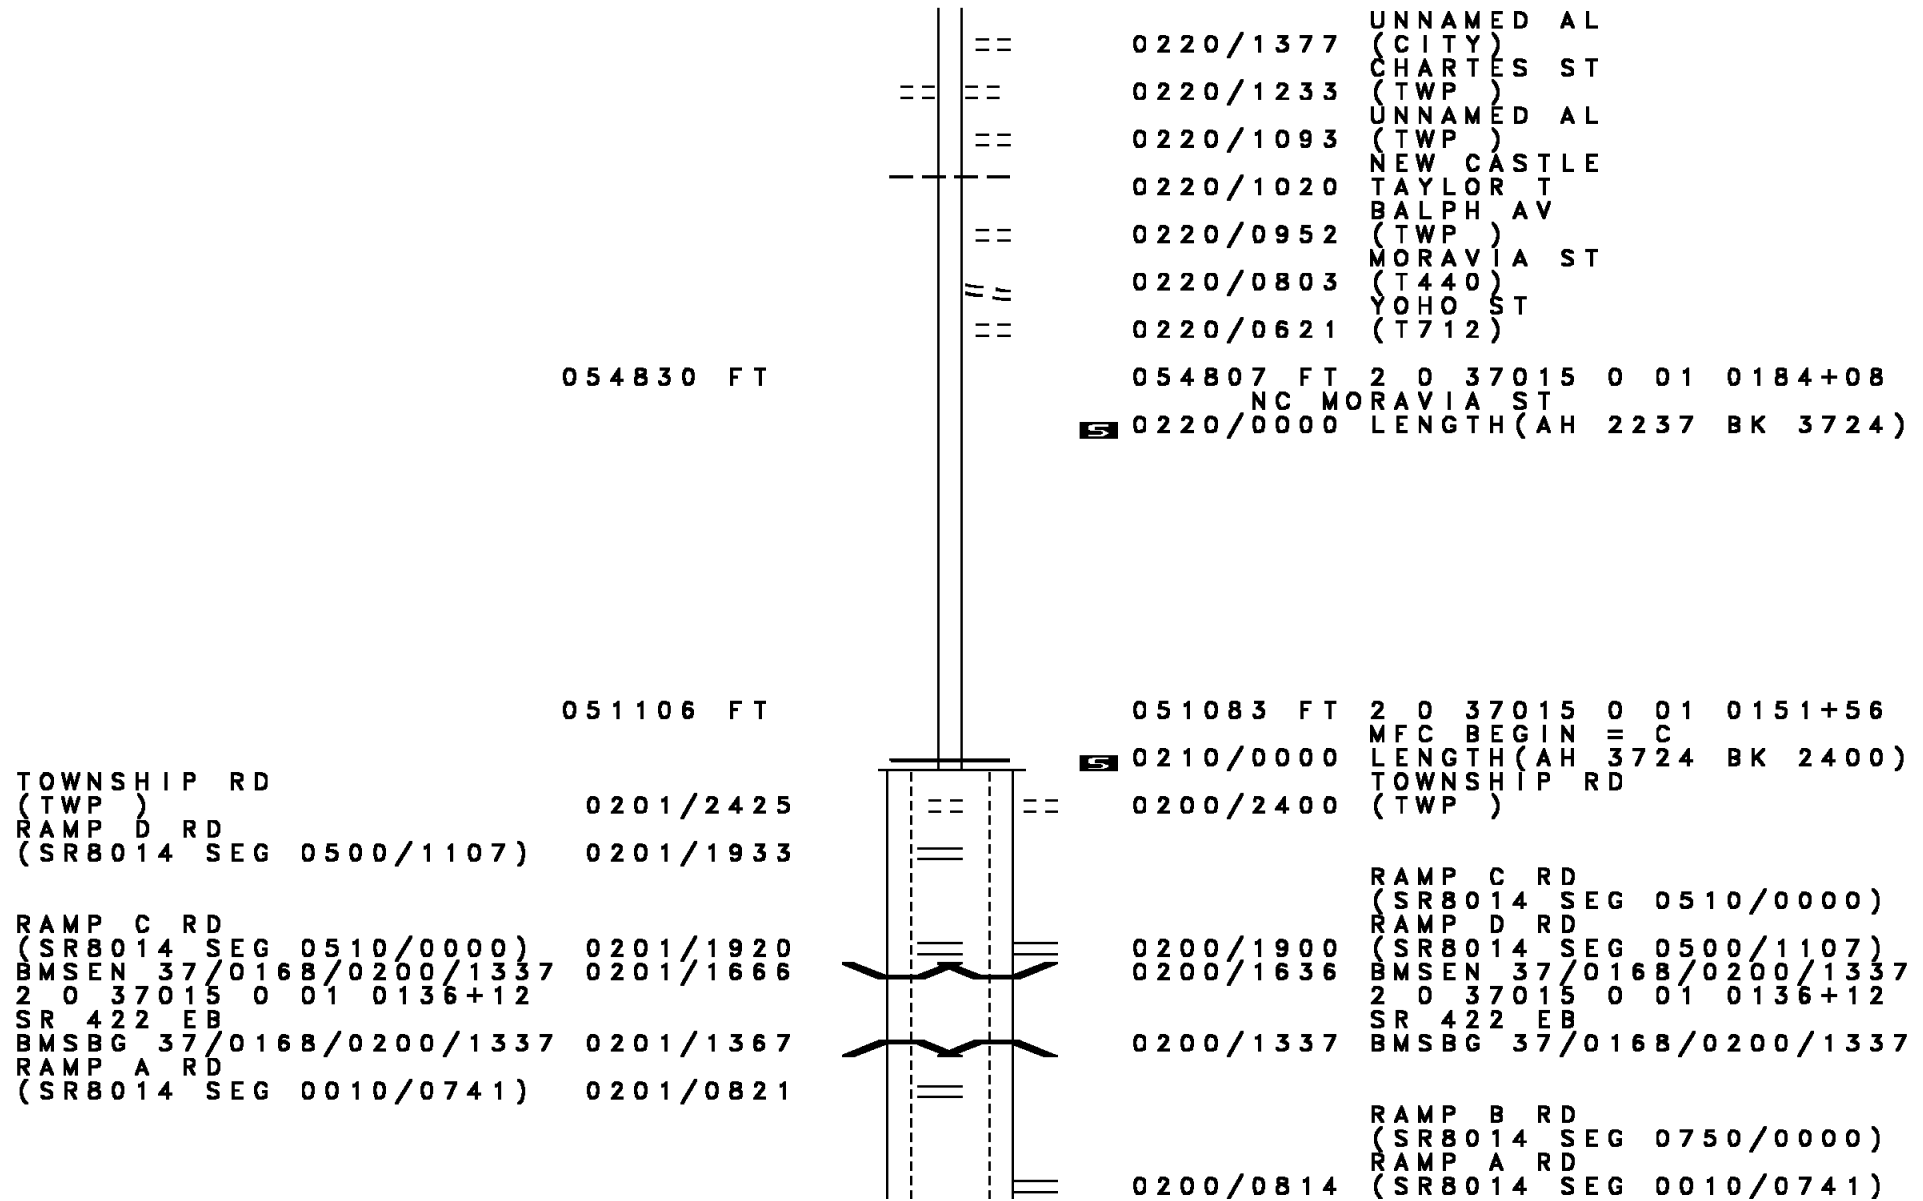 UNNAMED AL
0220/1377 (CITY)
CHARTES ST
0220/1233 (TWP )
UNNAMED AL
0220/1093 (TWP )
NEW CASTLE
0220/1020 TAYLOR T
BALPH AV
0220/0952 (TWP )
MORAVIA ST
0220/0803 (T440)
YOHO ST
0220/0621 (T712)
054830 FT 054807 FT 2 0 37015 0 01 0184+08
NC MORAVIA ST
S 0220/0000 LENGTH(AH 2237 BK 3724)
051106 FT 051083 FT 2 0 37015 0 01 0151+56
MFC BEGIN = C
S 0210/0000 LENGTH(AH 3724 BK 2400)
TOWNSHIP RD TOWNSHIP RD
(TWP ) 0201/2425 0200/2400 (TWP )
RAMP D RD
(SR8014 SEG 0500/1107) 0201/1933
RAMP C RD
(SR8014 SEG 0510/0000)
RAMP C RD RAMP D RD
(SR8014 SEG 0510/0000) 0201/1920 0200/1900 (SR8014 SEG 0500/1107)
BMSEN 37/0168/0200/1337 0201/1666 0200/1636 BMSEN 37/0168/0200/1337
2 0 37015 0 01 0136+12 2 0 37015 0 01 0136+12
SR 422 EB SR 422 EB
BMSBG 37/0168/0200/1337 0201/1367 0200/1337 BMSBG 37/0168/0200/1337
RAMP A RD
(SR8014 SEG 0010/0741) 0201/0821
RAMP B RD
(SR8014 SEG 0750/0000)
RAMP A RD
0200/0814 (SR8014 SEG 0010/0741)